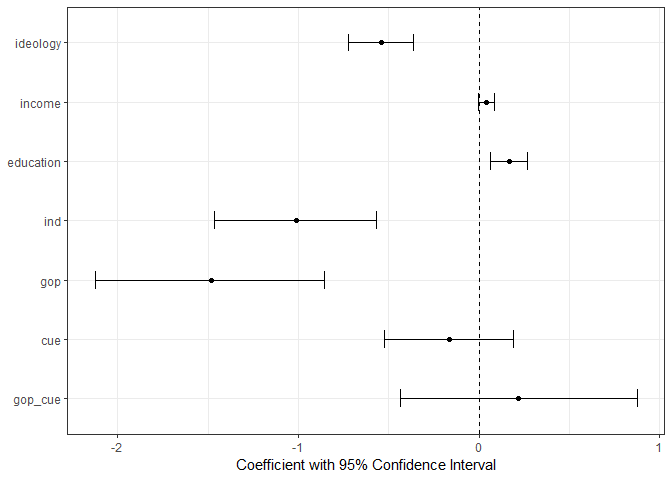 ideology
income
education
ind
gop
cue
gop_cue
-2 -1 0 1
Coefficient with 95% Confidence Interval